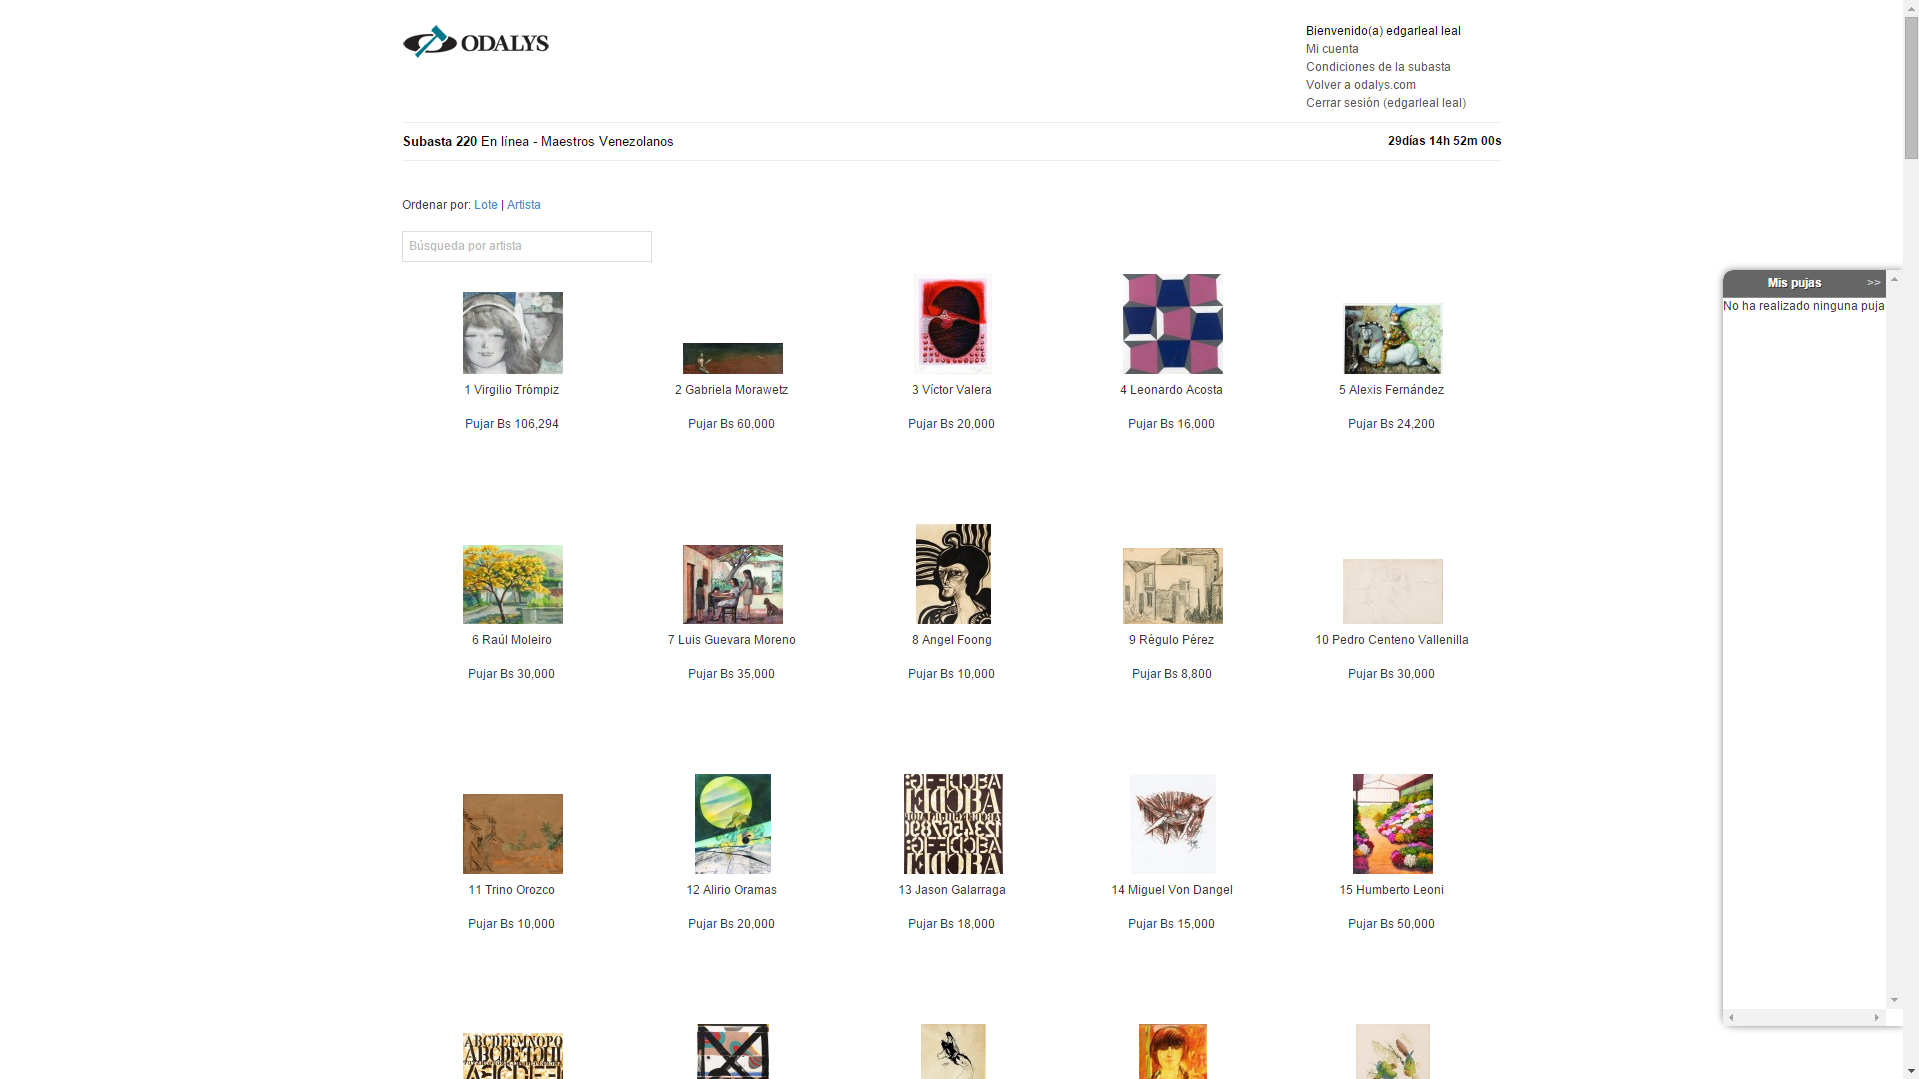 ODALYS
Bienvenido(a) edgarleal leal
Mi cuenta
Condiciones de la subasta
Volver a odalys.com
Cerrar sesión (edgarleal leal)
Subasta 220 En línea - Maestros Venezolanos
29días 14h 52m 00s
Ordenar por: Lote | Artista
Búsqueda por artista
Mis pujas >>
No ha realizado ninguna puja
1 Virgilio Trómpiz
2 Gabriela Morawetz
3 Víctor Valera
4 Leonardo Acosta
5 Alexis Fernández
Pujar Bs 106,294
Pujar Bs 60,000
Pujar Bs 20,000
Pujar Bs 16,000
Pujar Bs 24,200
6 Raúl Moleiro
7 Luis Guevara Moreno
8 Angel Foong
9 Régulo Pérez
10 Pedro Centeno Vallenilla
Pujar Bs 30,000
Pujar Bs 35,000
Pujar Bs 10,000
Pujar Bs 8,800
Pujar Bs 30,000
11 Trino Orozco
12 Alirio Oramas
13 Jason Galarraga
14 Miguel Von Dangel
15 Humberto Leoni
Pujar Bs 10,000
Pujar Bs 20,000
Pujar Bs 18,000
Pujar Bs 15,000
Pujar Bs 50,000